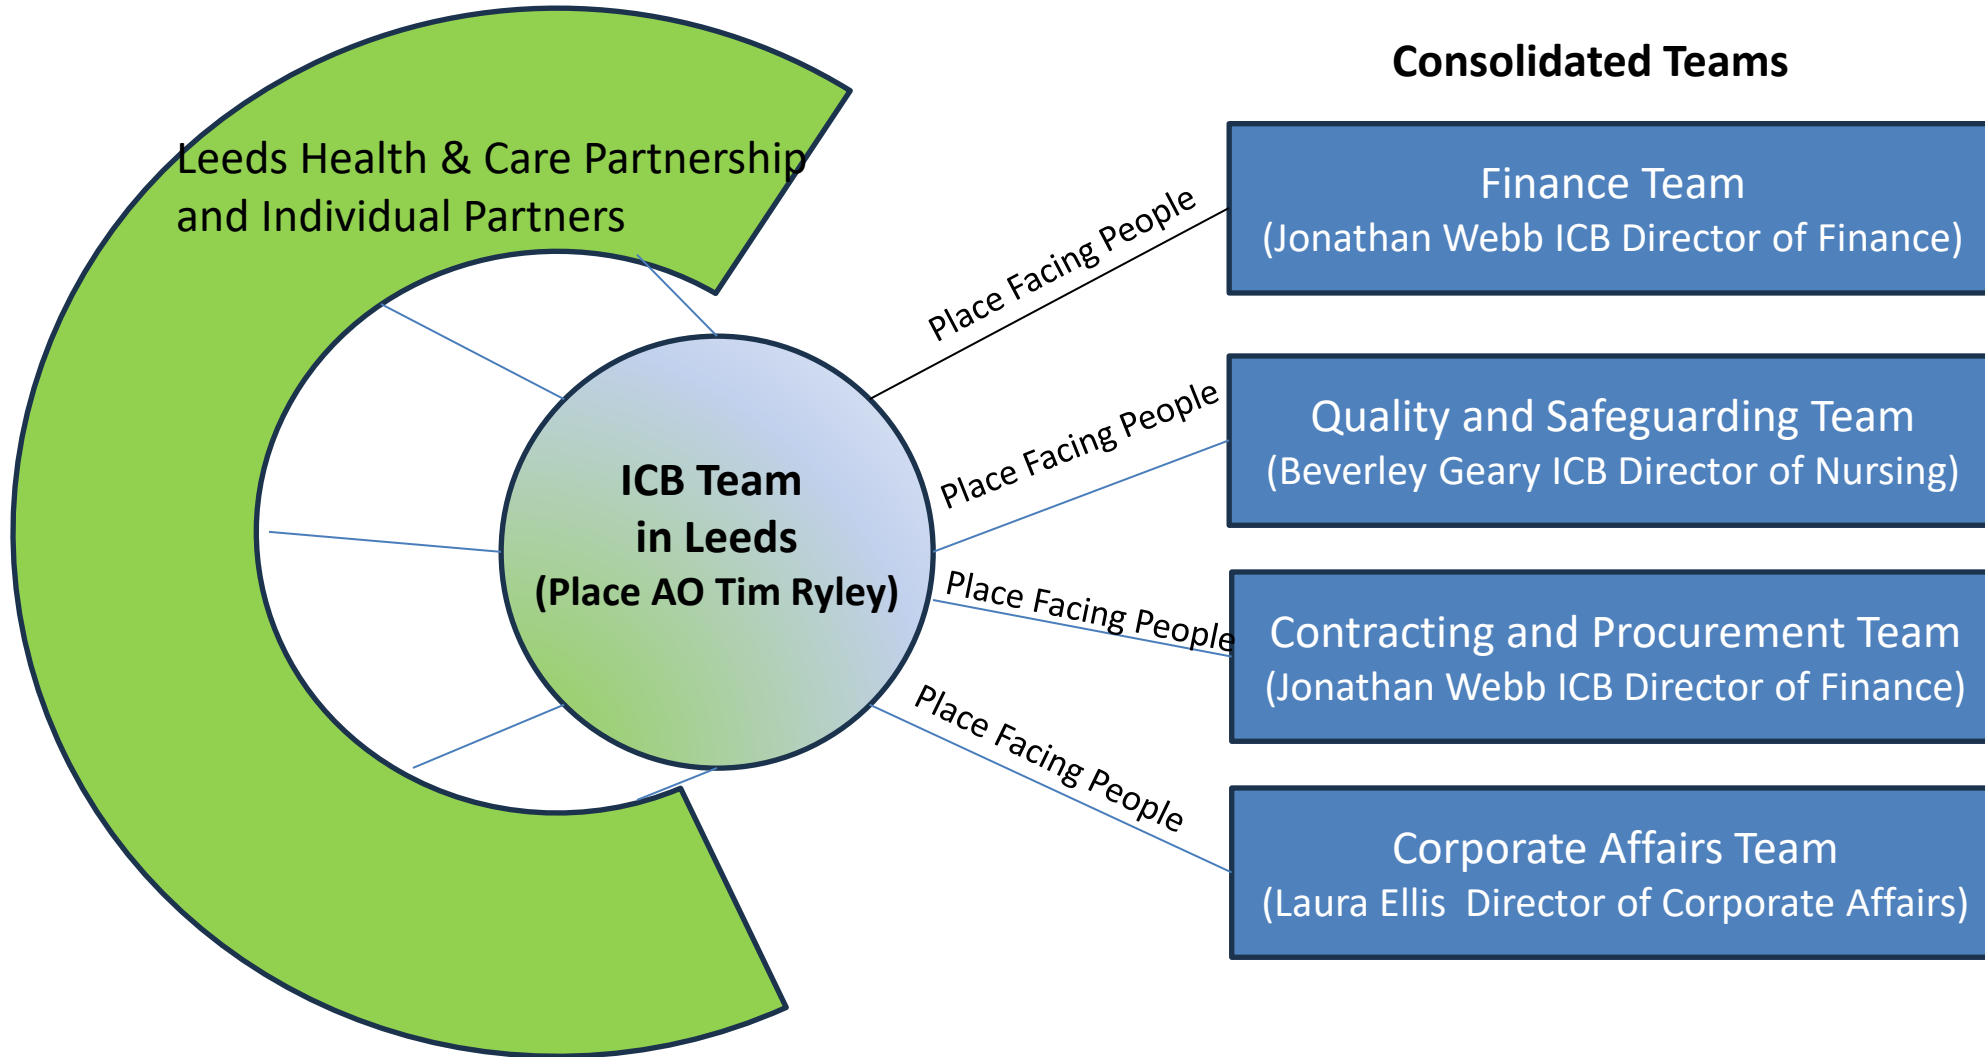 Consolidated Teams
Leeds Health & Care Partnership
and Individual Partners
ICB Team
in Leeds
(Place AO Tim Ryley)
Place Facing People
Finance Team
(Jonathan Webb ICB Director of Finance)
Place Facing People
Quality and Safeguarding Team
(Beverley Geary ICB Director of Nursing)
Place Facing People
Contracting and Procurement Team
(Jonathan Webb ICB Director of Finance)
Place Facing People
Corporate Affairs Team
(Laura Ellis  Director of Corporate Affairs)